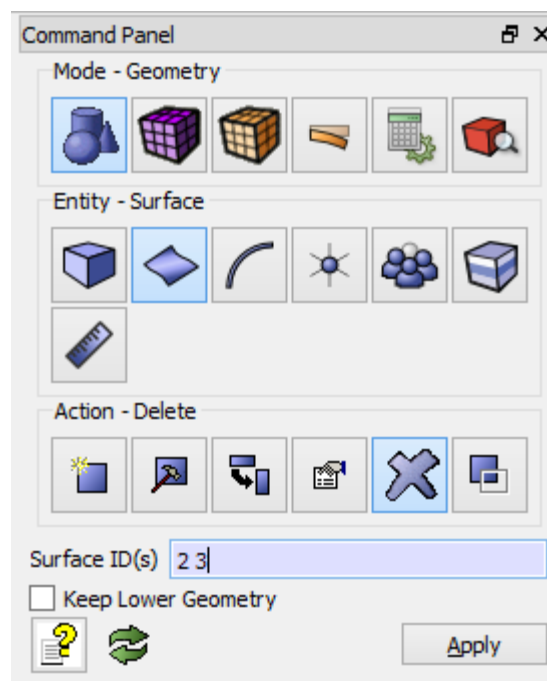 Command Panel
Mode - Geometry
Entity - Surface
Action - Delete
Surface ID(s) 2 3
Keep Lower Geometry
Apply